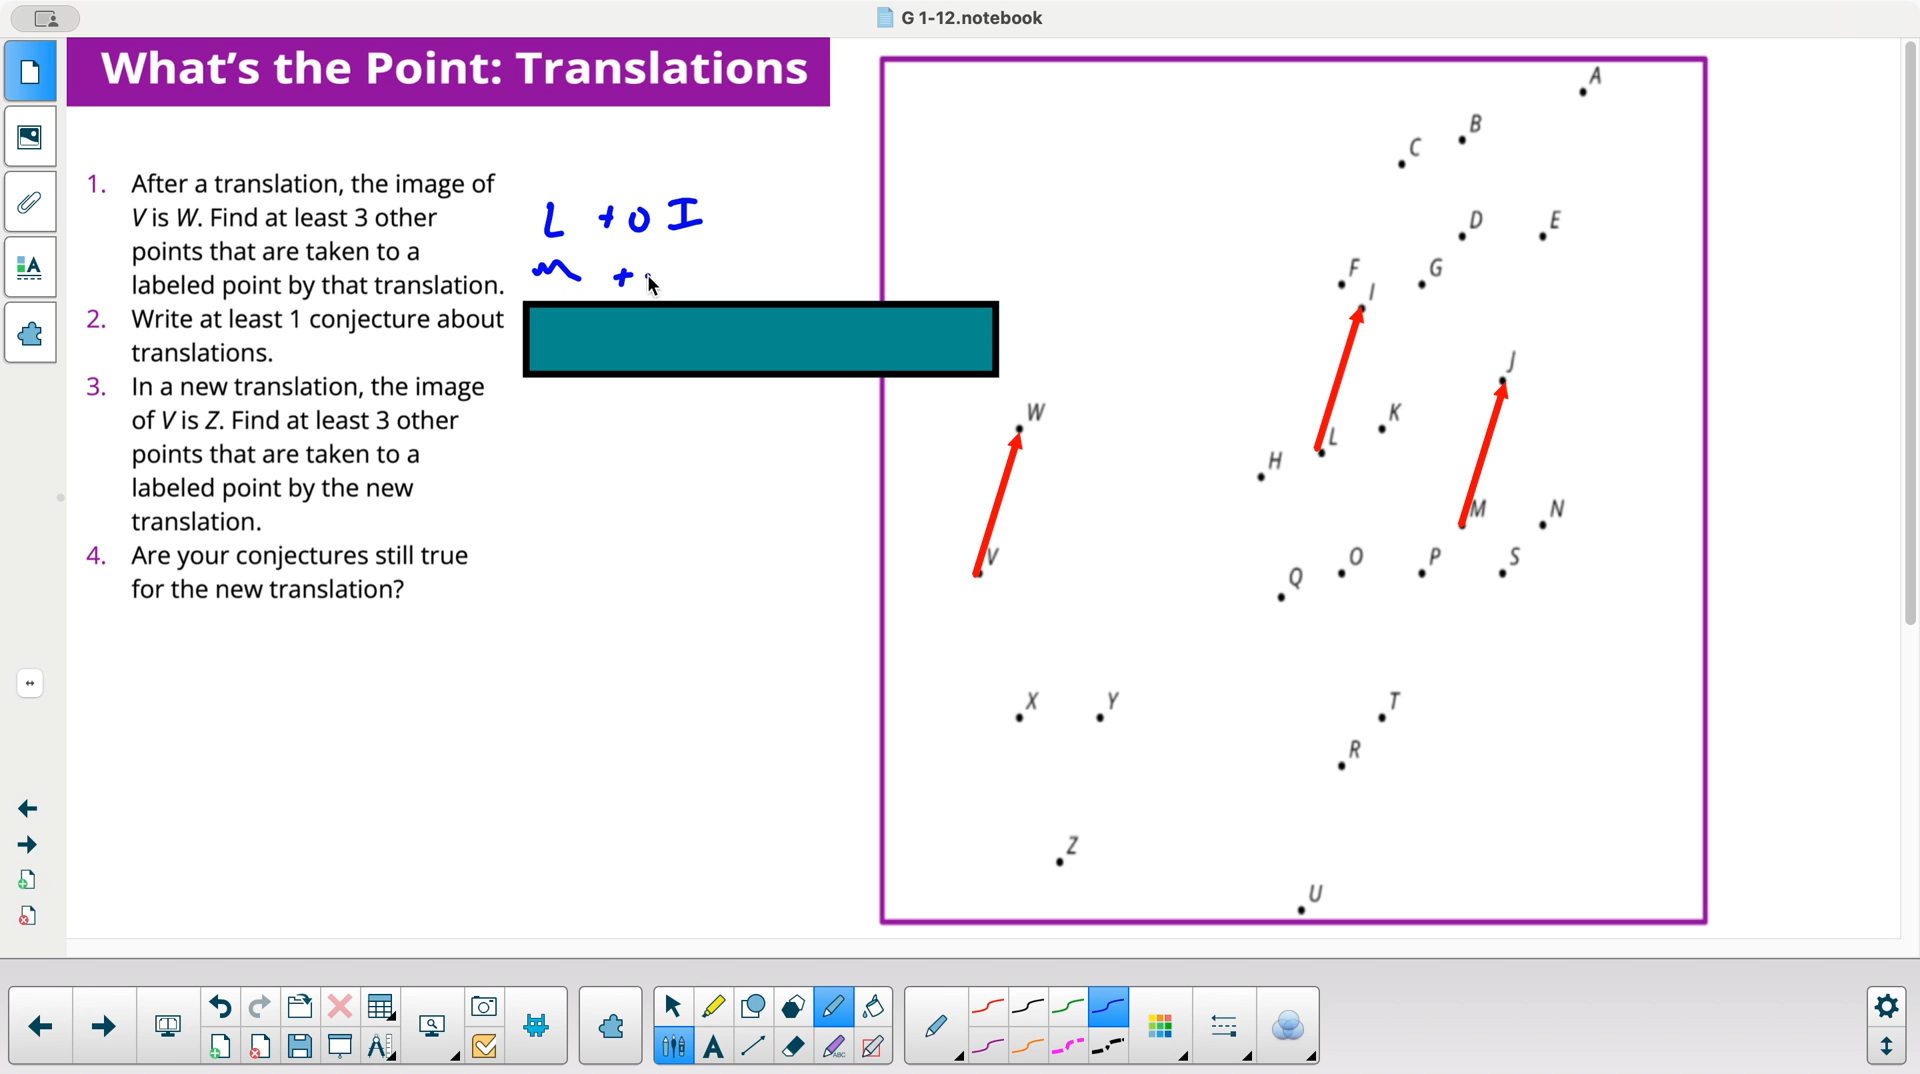 G 1-12.notebook
What's the Point: Translations
1. After a translation, the image of
V is W. Find at least 3 other
points that are taken to a
labeled point by that translation.
2. Write at least 1 conjecture about
translations.
3. In a new translation, the image
of V is Z. Find at least 3 other
points that are taken to a
labeled point by the new
translation.
4. Are your conjectures still true
for the new translation?
L to I
m t
A
B
C
D
E
F
G
I
J
W
K
L
H
M
N
V
O
P
S
Q
X
Y
T
R
Z
U
A
A
ABC